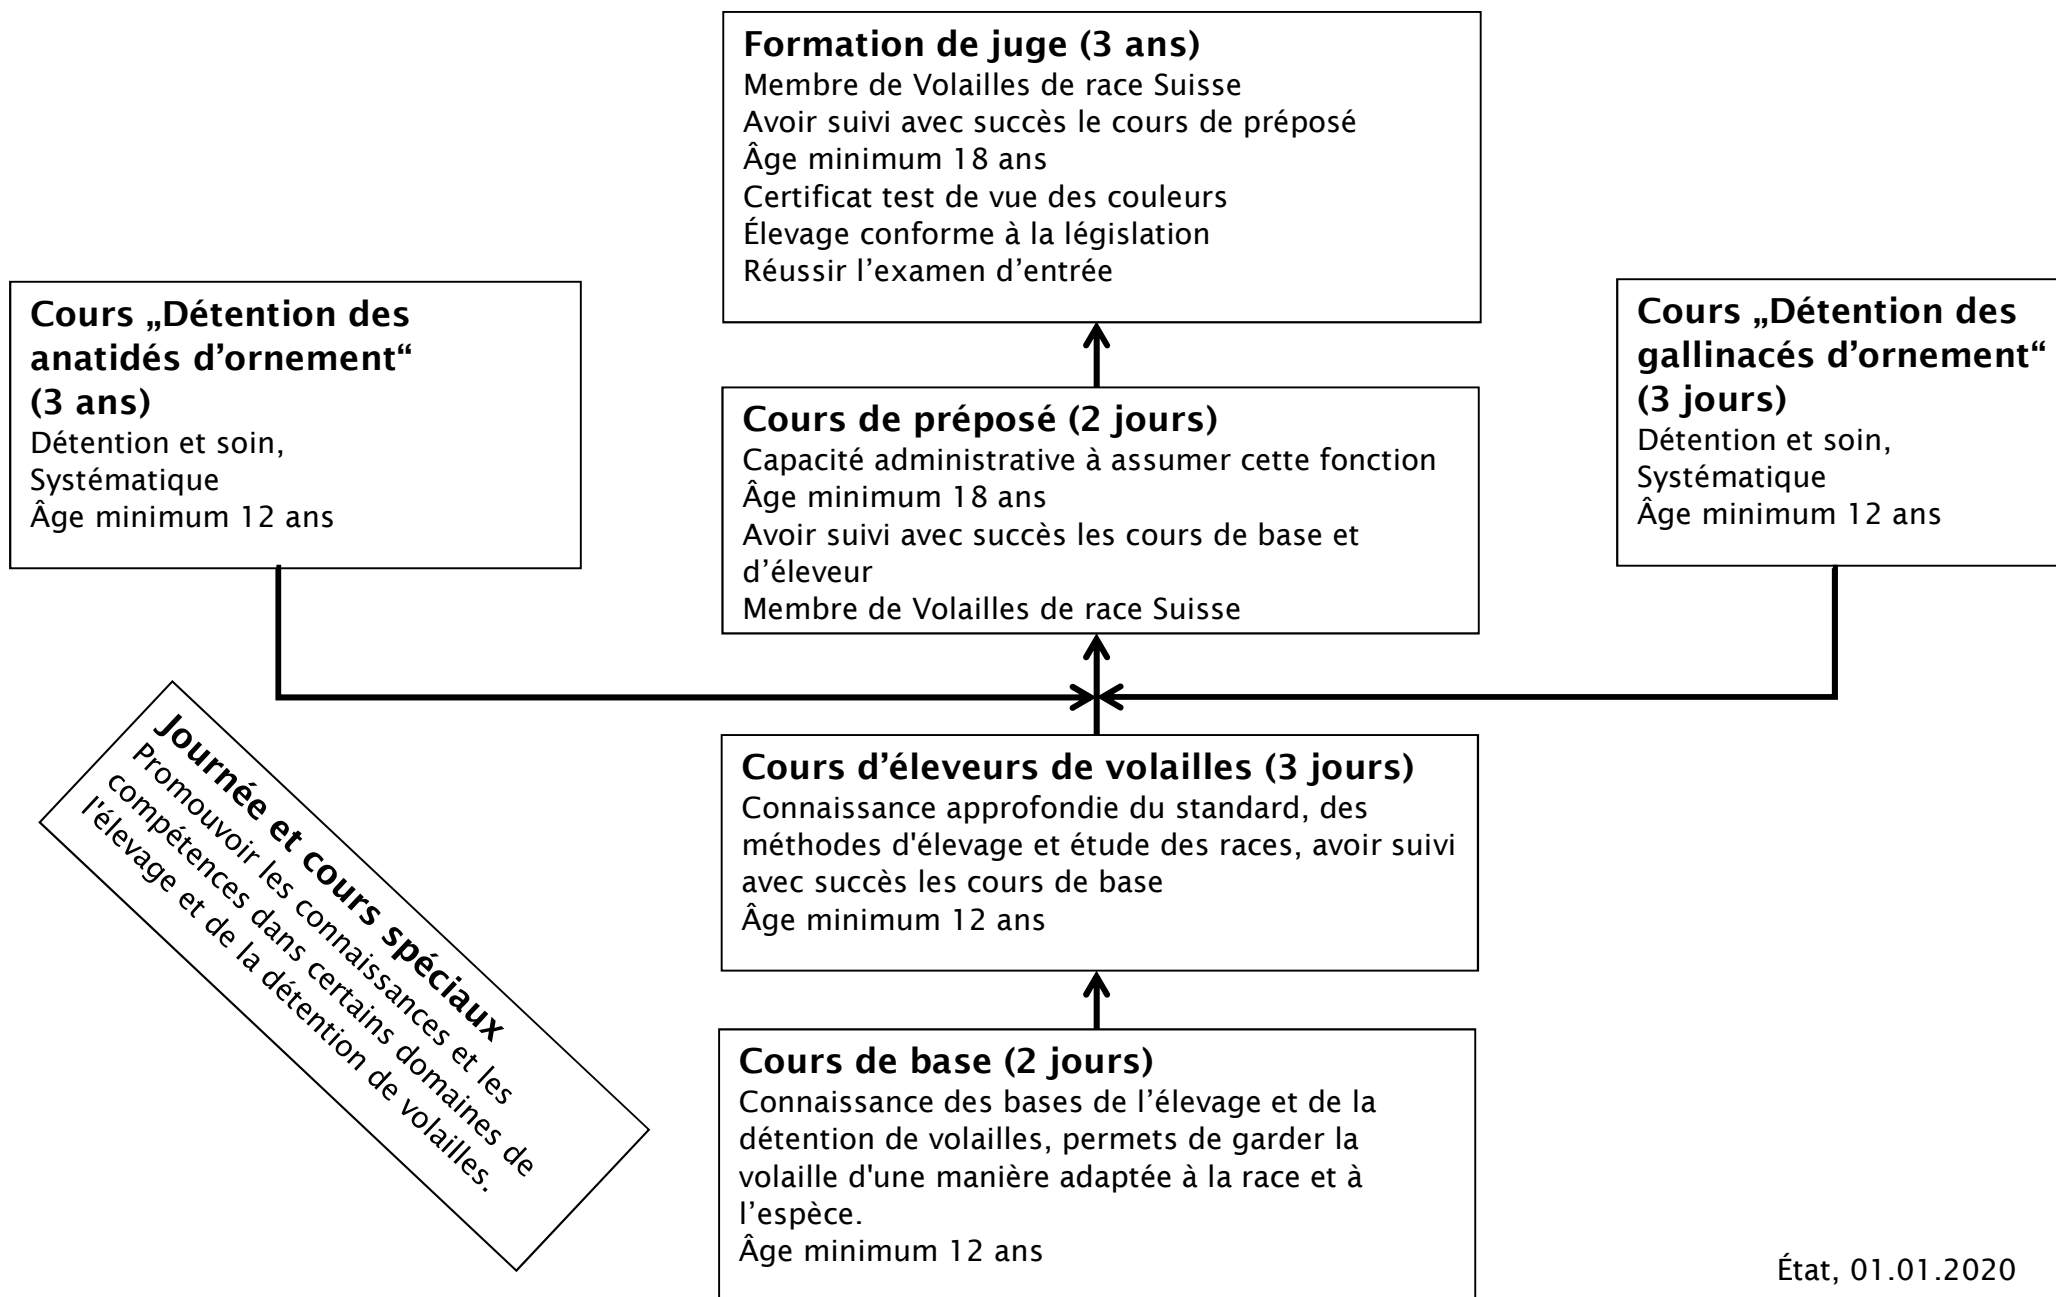 Formation de juge (3 ans)
Membre de Volailles de race Suisse
Avoir suivi avec succès le cours de préposé
Âge minimum 18 ans
Certificat test de vue des couleurs
Élevage conforme à la législation
Réussir l’examen d’entrée
Cours „Détention des
anatidés d’ornement“
(3 ans)
Détention et soin,
Systématique
Âge minimum 12 ans
Cours „Détention des
gallinacés d’ornement“
(3 jours)
Détention et soin,
Systématique
Âge minimum 12 ans
Cours de préposé (2 jours)
Capacité administrative à assumer cette fonction
Âge minimum 18 ans
Avoir suivi avec succès les cours de base et
d’éleveur
Membre de Volailles de race Suisse
Journée et cours spéciaux
Promouvoir les connaissances et les
compétences dans certains domaines de
l'élevage et de la détention de volailles.
Cours d’éleveurs de volailles (3 jours)
Connaissance approfondie du standard, des
méthodes d'élevage et étude des races, avoir suivi
avec succès les cours de base
Âge minimum 12 ans
Cours de base (2 jours)
Connaissance des bases de l’élevage et de la
détention de volailles, permets de garder la
volaille d'une manière adaptée à la race et à
l’espèce.
Âge minimum 12 ans
État, 01.01.2020